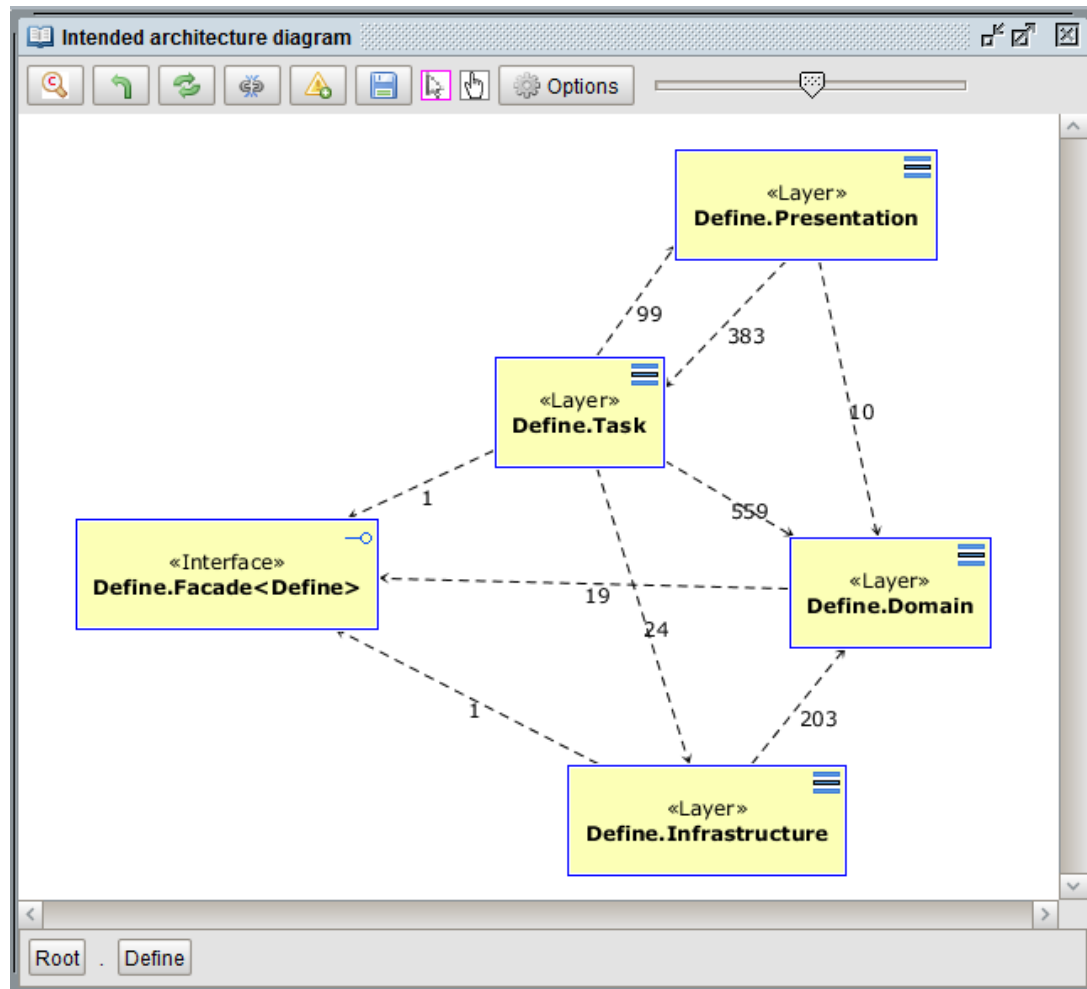 Intended architecture diagram
Options
«Layer»
Define.Presentation
99
383
«Layer»
Define.Task
10
1
559
«Interface»
Define.Facade<Define>
«Layer»
Define.Domain
19
24
1
203
«Layer»
Define.Infrastructure
Root . Define